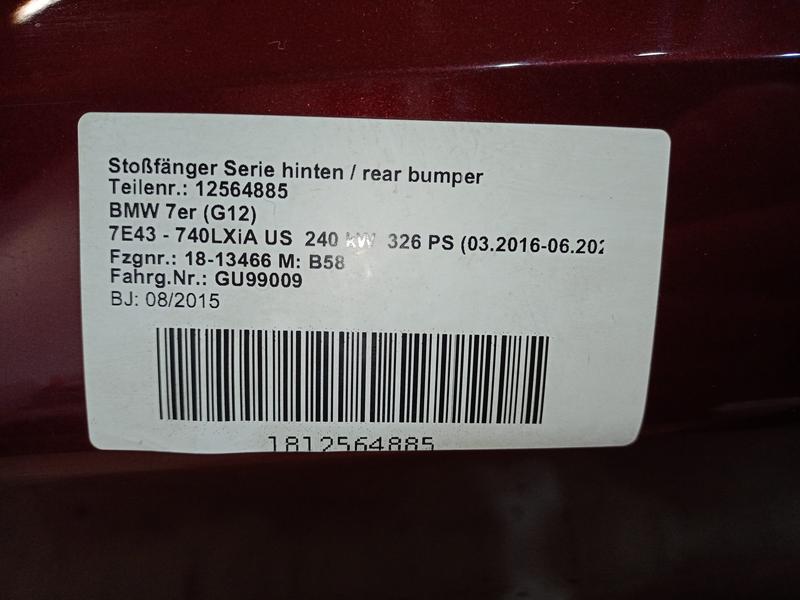 Stoßfänger Serie hinten / rear bumper
Teilenr.: 12564885
BMW 7er (G12)
7E43 - 740LXiA US 240 kW 326 PS (03.2016-06.202
Fzgnr.: 18-13466 M: B58
Fahrg.Nr.: GU99009
BJ: 08/2015
1812564885